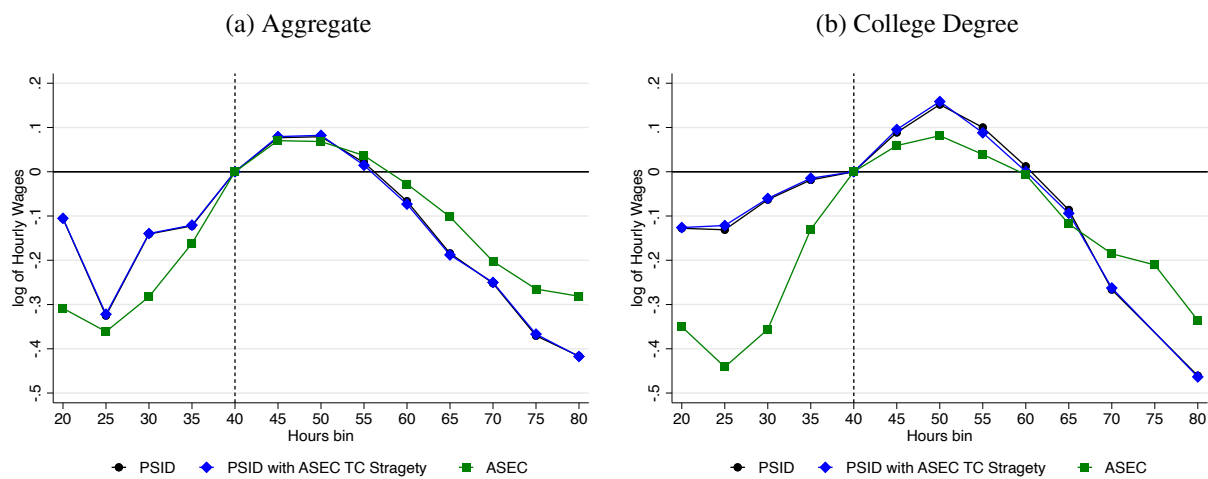 (a) Aggregate
log of Hourly Wages
.2
.1
0
-.1
-.2
-.3
-.4
-.5
20 25 30 35 40 45 50 55 60 65 70 75 80
Hours bin
PSID PSID with ASEC TC Stragety ASEC
(b) College Degree
log of Hourly Wages
.2
.1
0
-.1
-.2
-.3
-.4
-.5
20 25 30 35 40 45 50 55 60 65 70 75 80
Hours bin
PSID PSID with ASEC TC Stragety ASEC